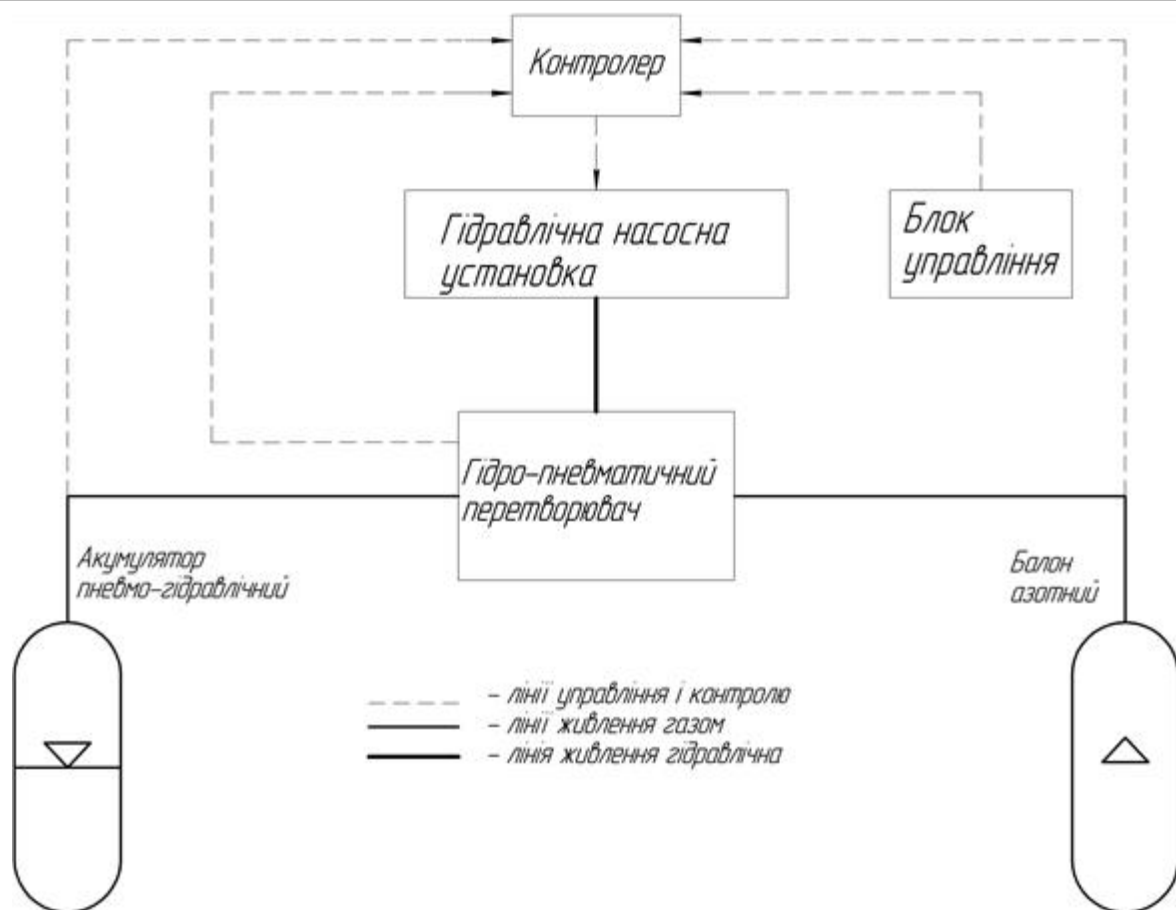 Контролер
Гідравлічна насосна
установка
Блок
управління
Гідро-пневматичний
перетворювач
Акумулятор
пневмо-гідравлічний
Балон
азотний
- лінії управління і контролю
- лінії живлення газом
- лінія живлення гідравлічна